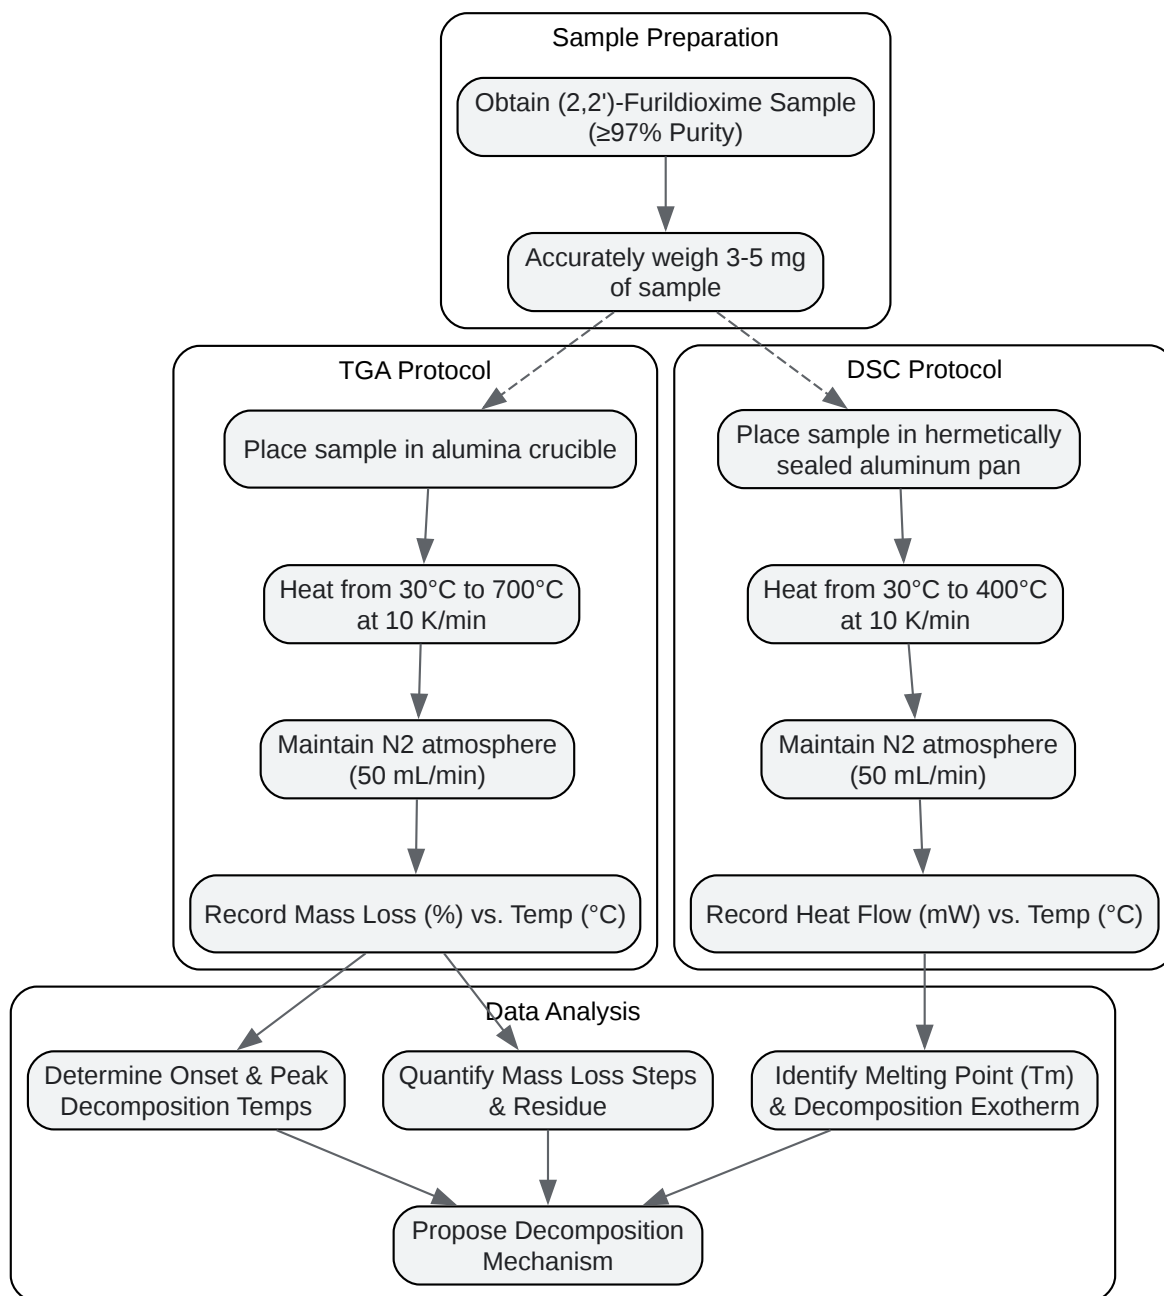 Sample Preparation
Obtain (2,2')-Furildioxime Sample
(≥97% Purity)
Accurately weigh 3-5 mg
of sample
TGA Protocol
Place sample in alumina crucible
Heat from 30°C to 700°C
at 10 K/min
Maintain N2 atmosphere
(50 mL/min)
Record Mass Loss (%) vs. Temp (°C)
DSC Protocol
Place sample in hermetically
sealed aluminum pan
Heat from 30°C to 400°C
at 10 K/min
Maintain N2 atmosphere
(50 mL/min)
Record Heat Flow (mW) vs. Temp (°C)
Data Analysis
Determine Onset & Peak
Decomposition Temps
Quantify Mass Loss Steps
& Residue
Identify Melting Point (Tm)
& Decomposition Exotherm
Propose Decomposition
Mechanism